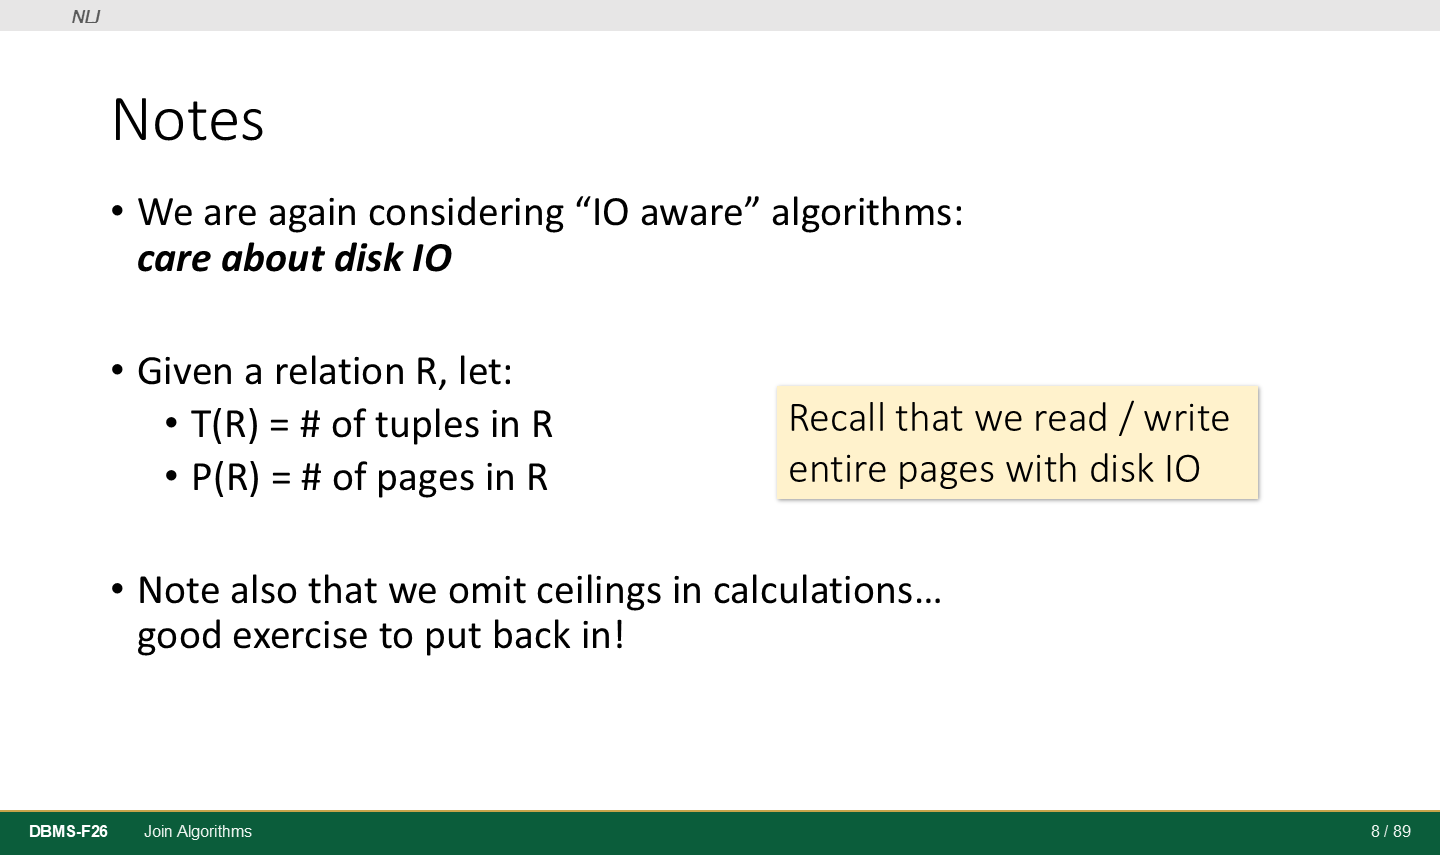 NLJ
Notes
• We are again considering “IO aware” algorithms:
care about disk IO
• Given a relation R, let:
• T(R) = # of tuples in R
• P(R) = # of pages in R
Recall that we read / write
entire pages with disk IO
• Note also that we omit ceilings in calculations…
good exercise to put back in!
DBMS-F26 Join Algorithms 8 / 89